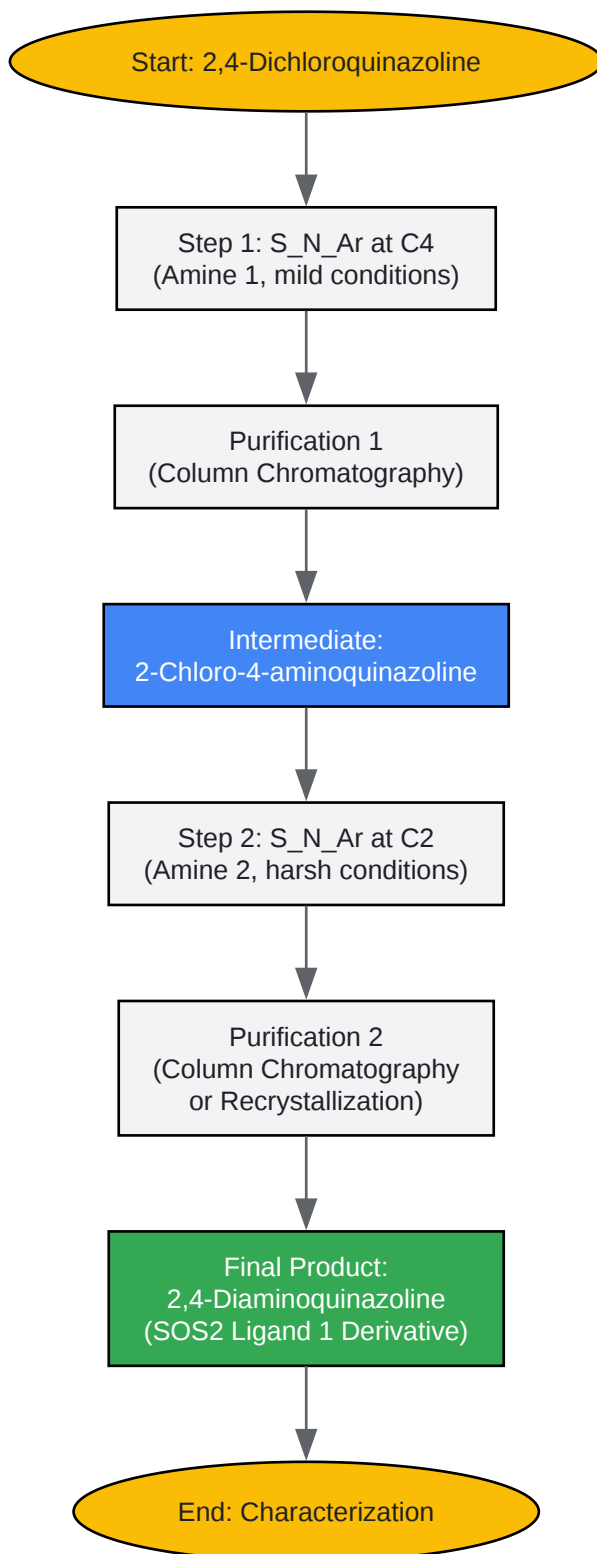 Start: 2,4-Dichloroquinazoline
Step 1: S_N_Ar at C4
(Amine 1, mild conditions)
Purification 1
(Column Chromatography)
Intermediate:
2-Chloro-4-aminoquinazoline
Step 2: S_N_Ar at C2
(Amine 2, harsh conditions)
Purification 2
(Column Chromatography
or Recrystallization)
Final Product:
2,4-Diaminoquinazoline
(SOS2 Ligand 1 Derivative)
End: Characterization